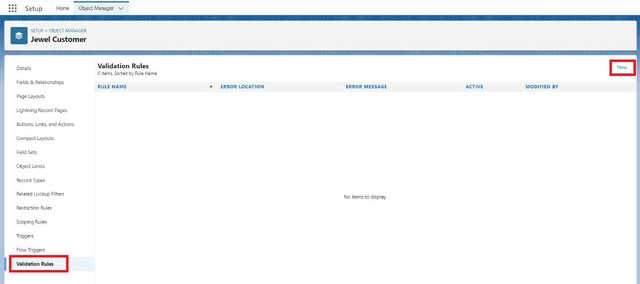 Setup Home Object Manager
SETUP > OBJECT MANAGER
Jewel Customer
Details
Fields & Relationships
Page Layouts
Lightning Record Pages
Buttons, Links, and Actions
Compact Layouts
Field Sets
Object Limits
Record Types
Related Lookup Filters
Restriction Rules
Scoping Rules
Triggers
Flow Triggers
Validation Rules
Validation Rules
0 Items, Sorted by Rule Name
New
RULE NAME ERROR LOCATION ERROR MESSAGE ACTIVE MODIFIED BY
No items to display.